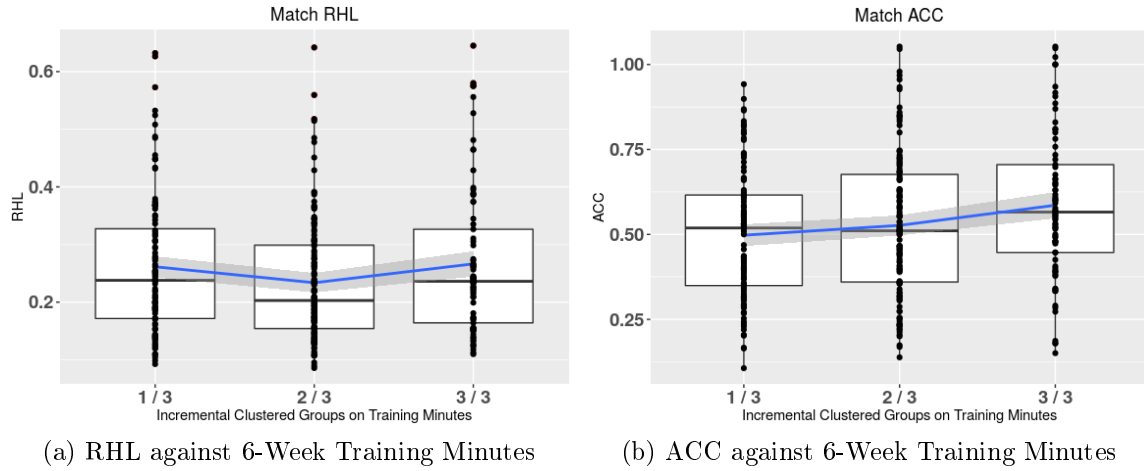 Match RHL
0.6
0.4
0.2
RHL
1 / 3
2 / 3
3 / 3
Incremental Clustered Groups on Training Minutes
(a) RHL against 6-Week Training Minutes
Match ACC
1.00
0.75
0.50
0.25
ACC
1 / 3
2 / 3
3 / 3
Incremental Clustered Groups on Training Minutes
(b) ACC against 6-Week Training Minutes